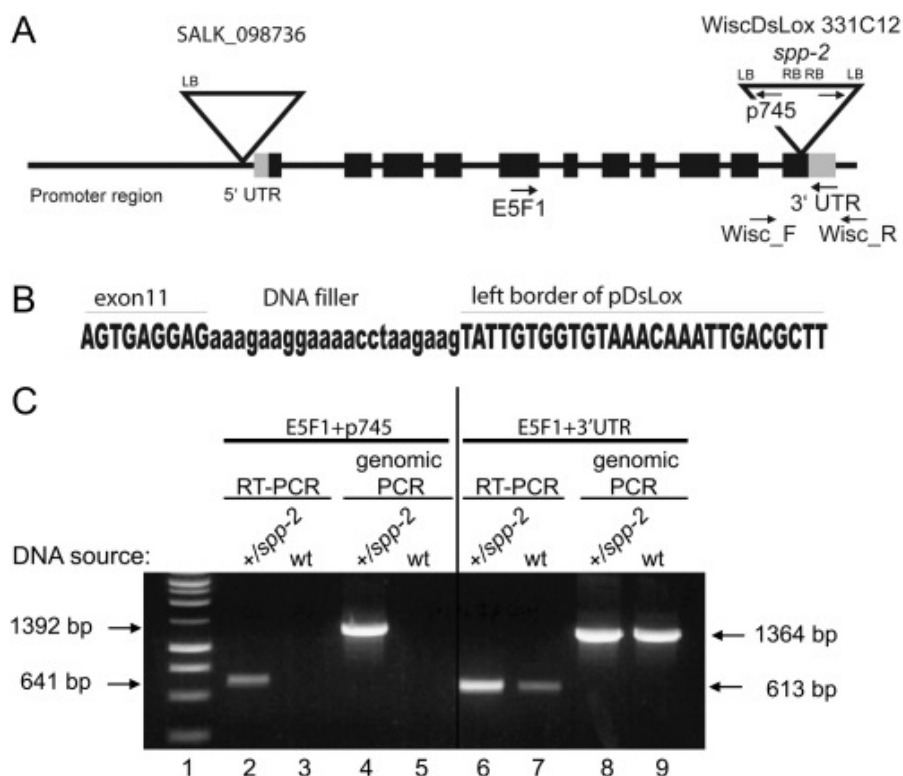 A
SALK_098736
LB
WiscDsLox 331C12
spp-2
LB RB RB LB
p745
Promoter region
5' UTR
E5F1
3' UTR
Wisc_F
Wisc_R
B
exon11 DNA filler left border of pDsLox
AGTGAGGAGaaagaaggaaaacctaagaagTATTGTGGTGTAAACAAATTGACGCTT
C
E5F1+p745 E5F1+3'UTR
RT-PCR genomic PCR RT-PCR genomic PCR
DNA source: +/spp-2 wt +/spp-2 wt +/spp-2 wt +/spp-2 wt
1392 bp 1364 bp
641 bp 613 bp
1 2 3 4 5 6 7 8 9